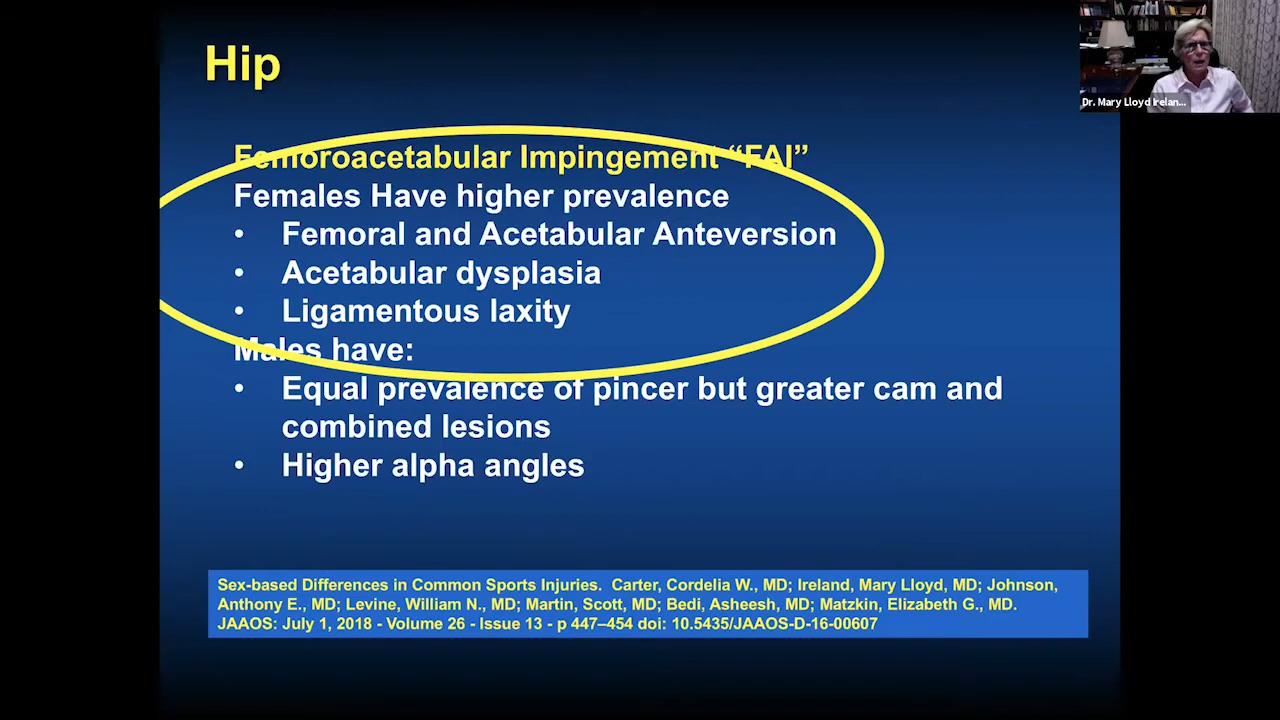 Hip
Dr. Mary Lloyd Irelan...
Femoroacetabular Impingement “FAI”
Females Have higher prevalence
• Femoral and Acetabular Anteversion
• Acetabular dysplasia
• Ligamentous laxity
Males have:
• Equal prevalence of pincer but greater cam and
combined lesions
• Higher alpha angles
Sex-based Differences in Common Sports Injuries. Carter, Cordelia W., MD; Ireland, Mary Lloyd, MD; Johnson,
Anthony E., MD; Levine, William N., MD; Martin, Scott, MD; Bedi, Asheesh, MD; Matzkin, Elizabeth G., MD.
JAAOS: July 1, 2018 - Volume 26 - Issue 13 - p 447–454 doi: 10.5435/JAAOS-D-16-00607